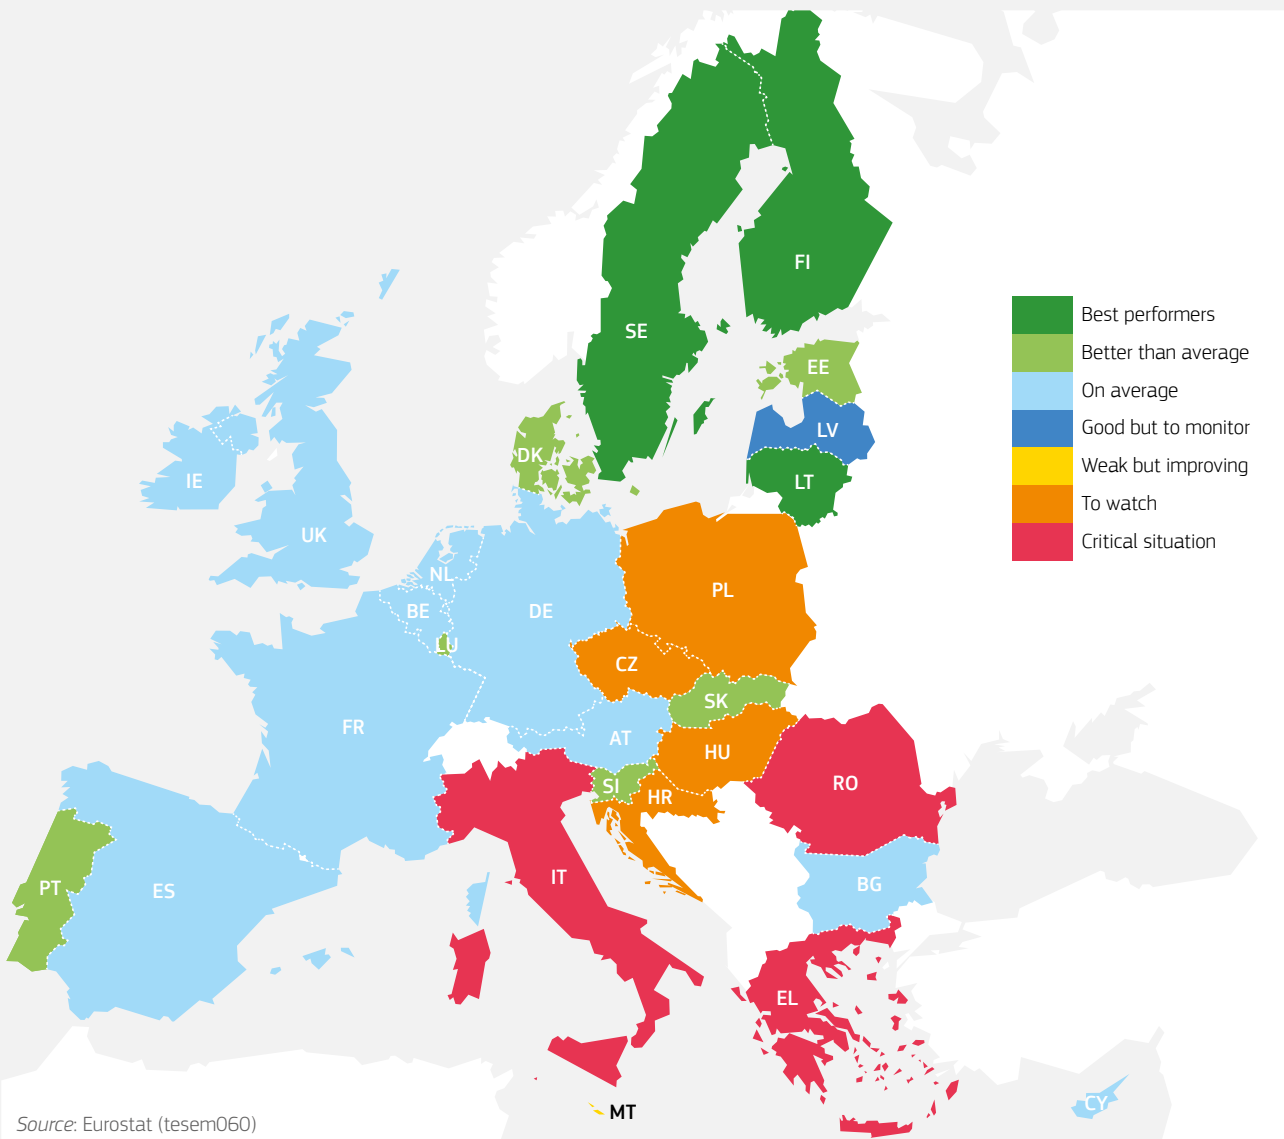 FI
SE
Best performers
Better than average
On average
Good but to monitor
Weak but improving
To watch
Critical situation
EE
LV
DK
LT
IE
UK
NL
BE
DE
PL
LU
CZ
SK
FR
AT
HU
SI
HR
RO
PT
ES
IT
BG
EL
CY
MT
Source: Eurostat (tesem060)